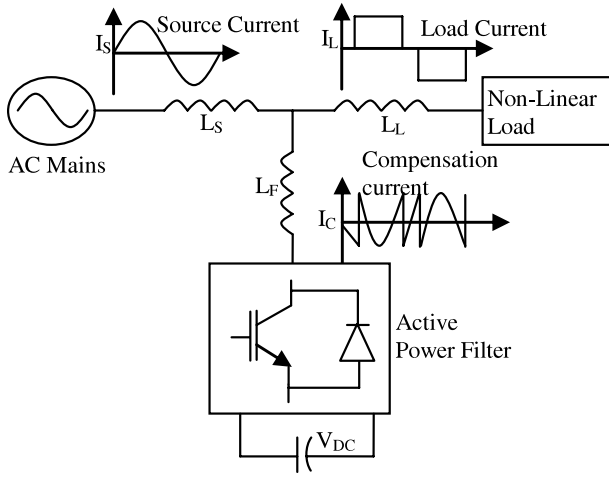 Source Current
I_S
Load Current
I_L
L_S
L_L
Non-Linear
Load
AC Mains
L_F
Compensation
current
I_C
Active
Power Filter
V_DC